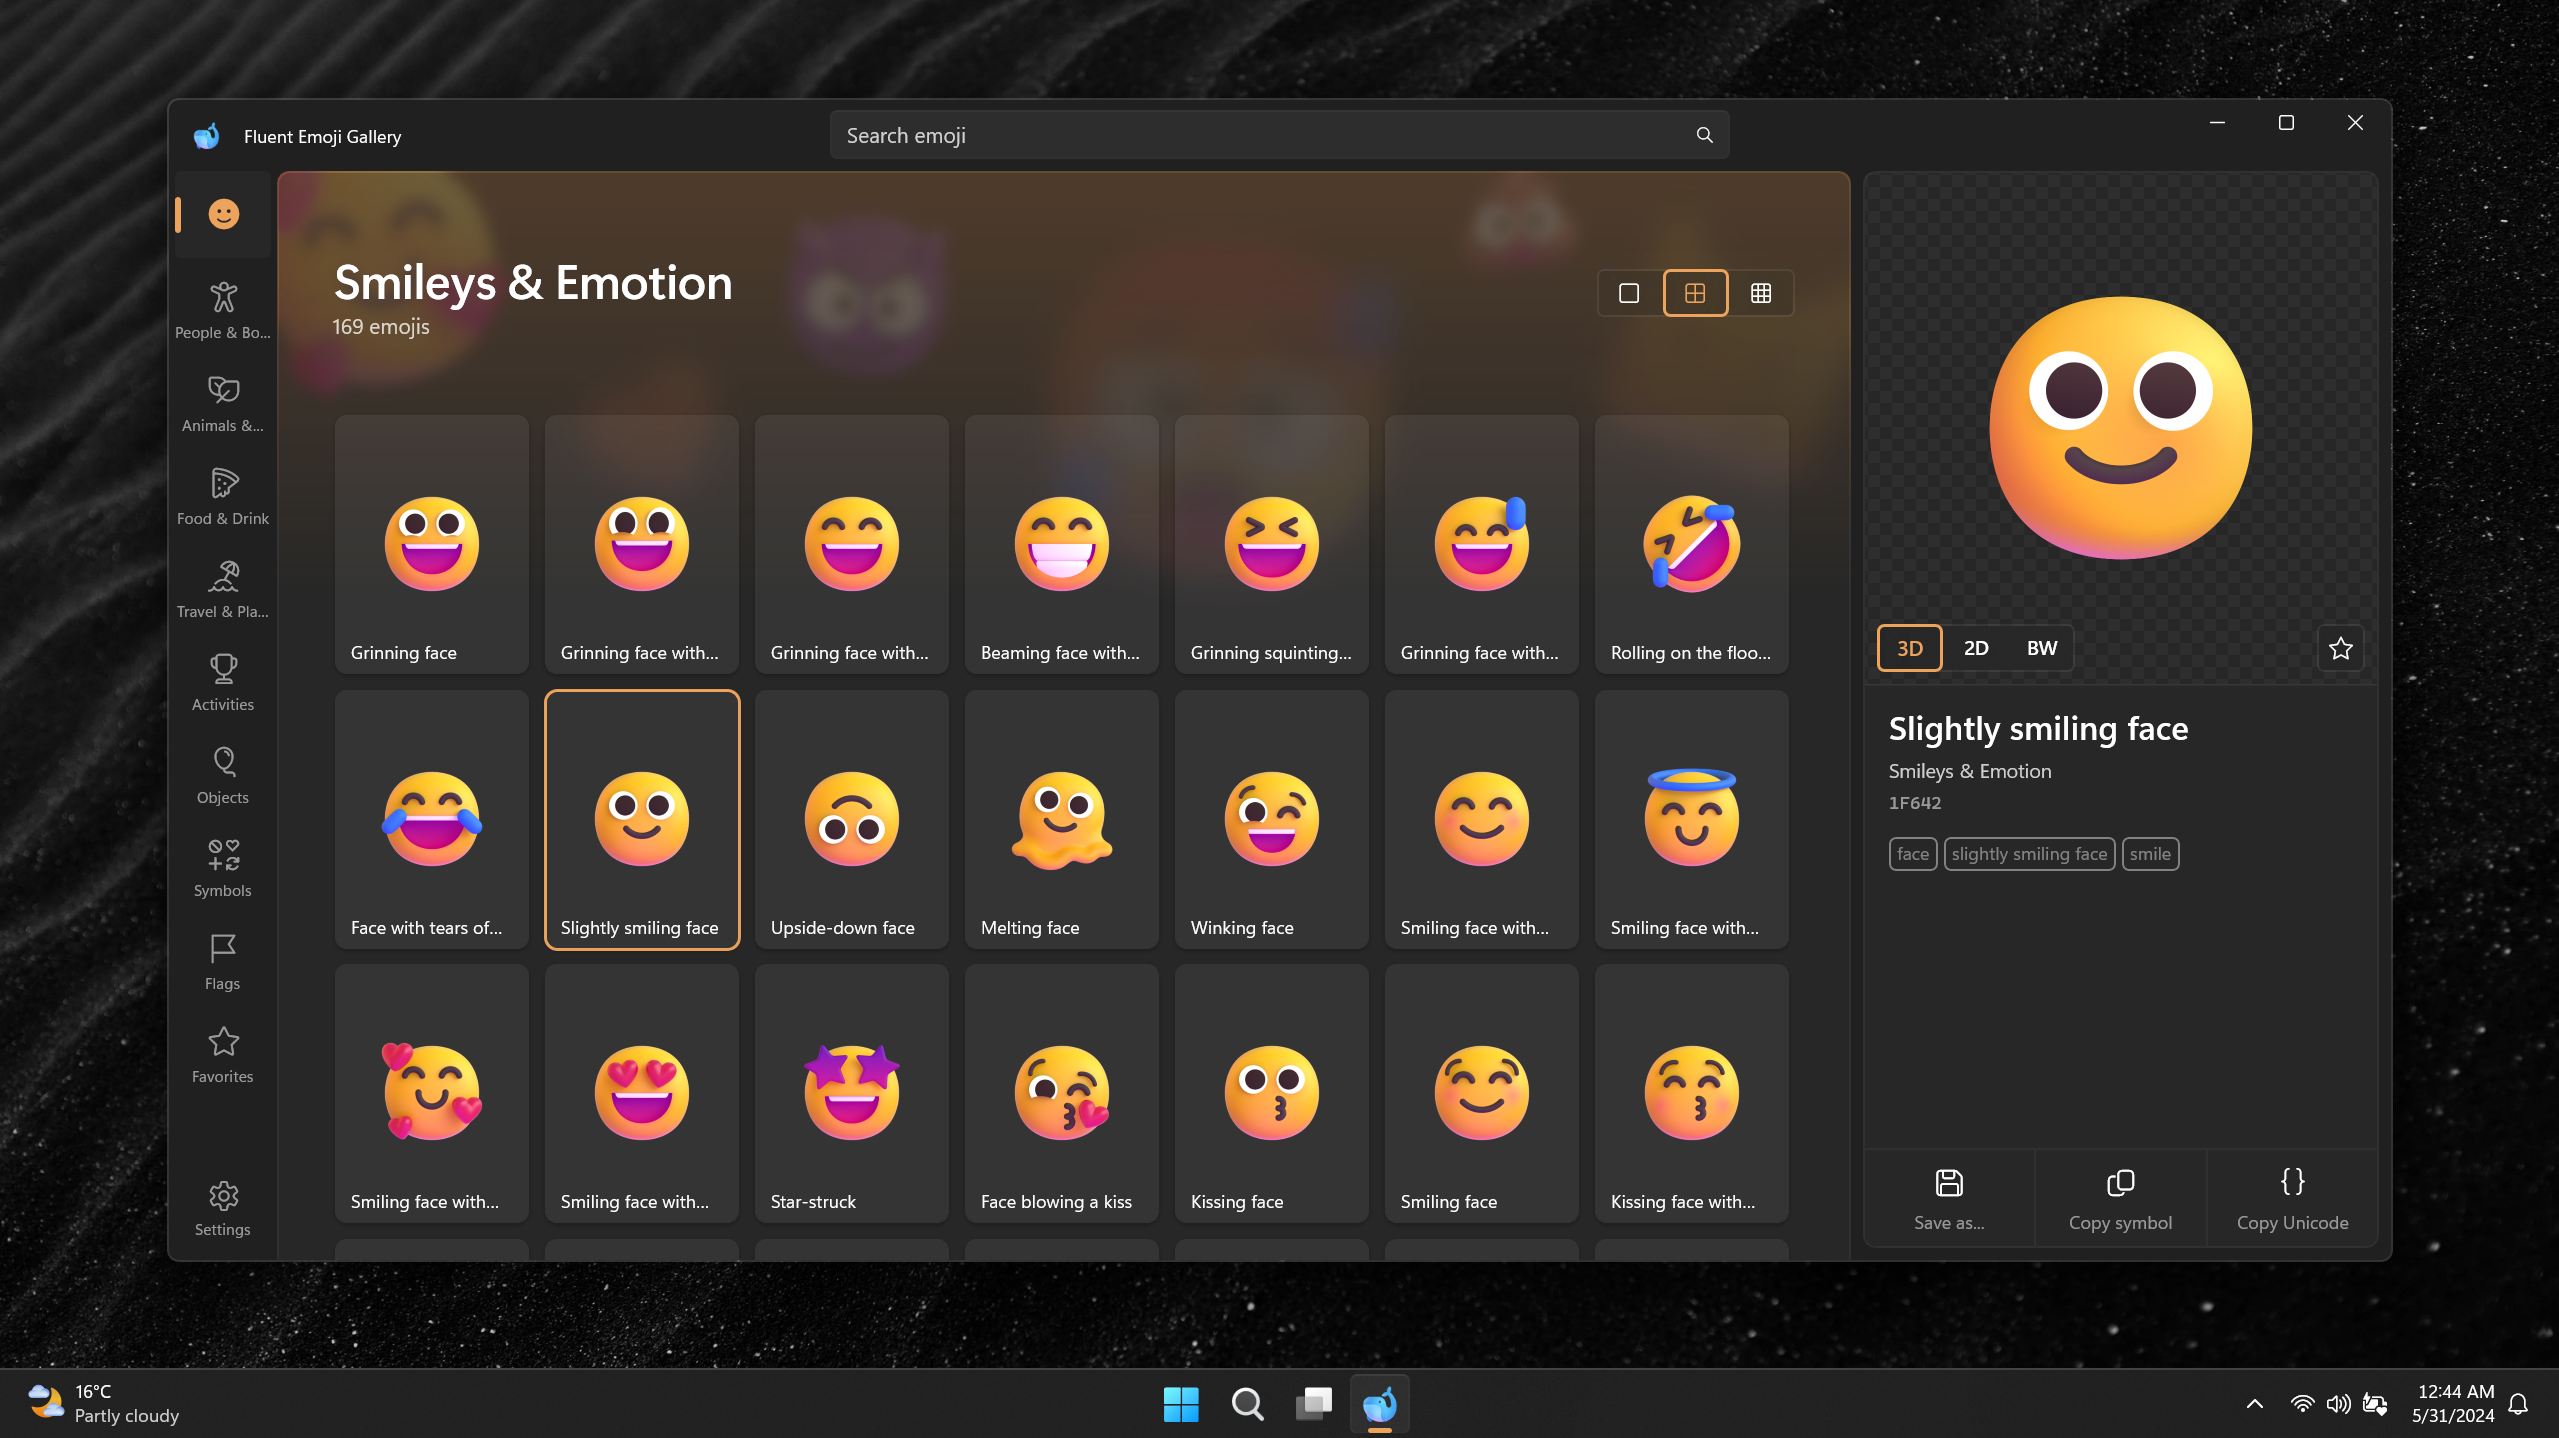 Fluent Emoji Gallery
Search emoji
People & Bo...
Animals &...
Food & Drink
Travel & Pla...
Activities
Objects
Symbols
Flags
Favorites
Settings
Smileys & Emotion
169 emojis
Grinning face
Grinning face with...
Grinning face with...
Beaming face with...
Grinning squinting...
Grinning face with...
Rolling on the floo...
Face with tears of...
Slightly smiling face
Upside-down face
Melting face
Winking face
Smiling face with...
Smiling face with...
Smiling face with...
Smiling face with...
Star-struck
Face blowing a kiss
Kissing face
Smiling face
Kissing face with...
3D 2D BW
Slightly smiling face
Smileys & Emotion
1F642
face slightly smiling face smile
Save as... Copy symbol Copy Unicode
16°C
Partly cloudy
12:44 AM
5/31/2024